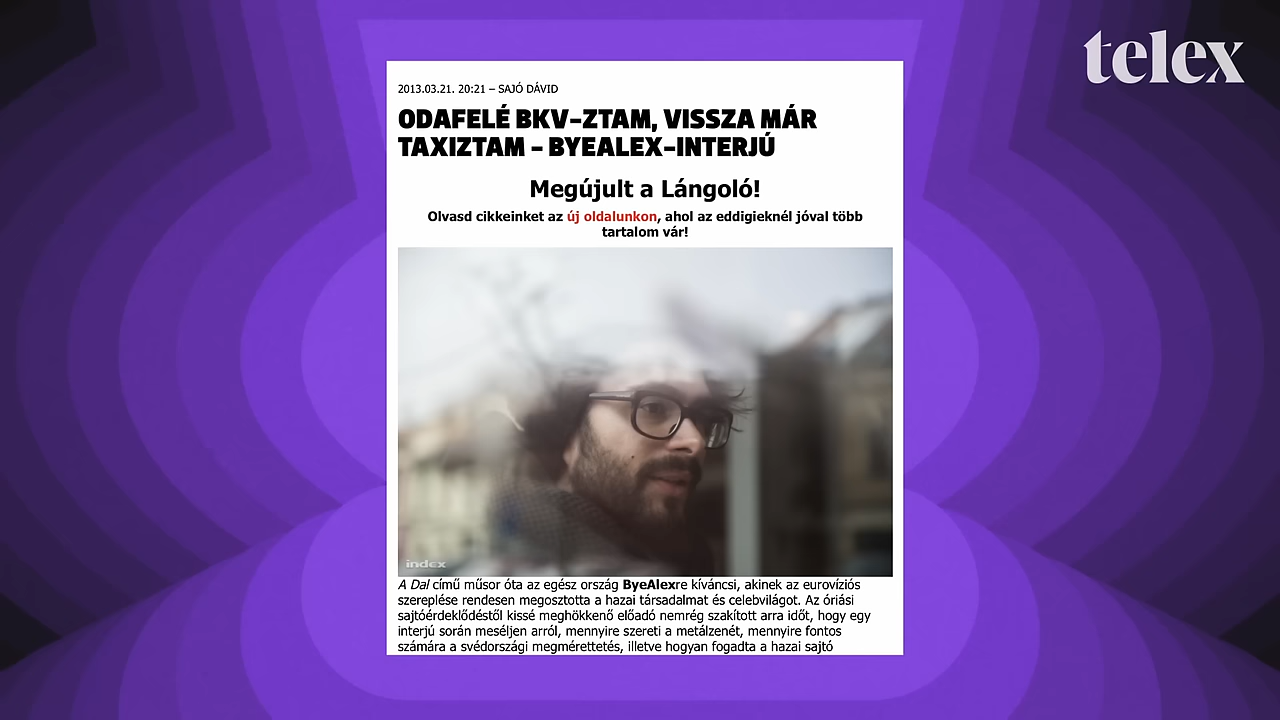 telex
2013.03.21. 20:21 – SAJÓ DÁVID
ODAFELÉ BKV-ZTAM, VISSZA MÁR
TAXIZTAM - BYEALEX-INTERJÚ
Megújult a Lángoló!
Olvasd cikkeinket az új oldalunkon, ahol az eddigieknél jóval több
tartalom vár!
index
A Dal című műsor óta az egész ország ByeAlexre kíváncsi, akinek az eurovíziós
szereplése rendesen megosztotta a hazai társadalmat és celebvilágot. Az óriási
sajtóérdeklődéstől kissé meghökkenő előadó nemrég szakított arra időt, hogy egy
interjú során meséljen arról, mennyire szereti a metálzenét, mennyire fontos
számára a svédországi megmérettetés, illetve hogyan fogadta a hazai sajtó